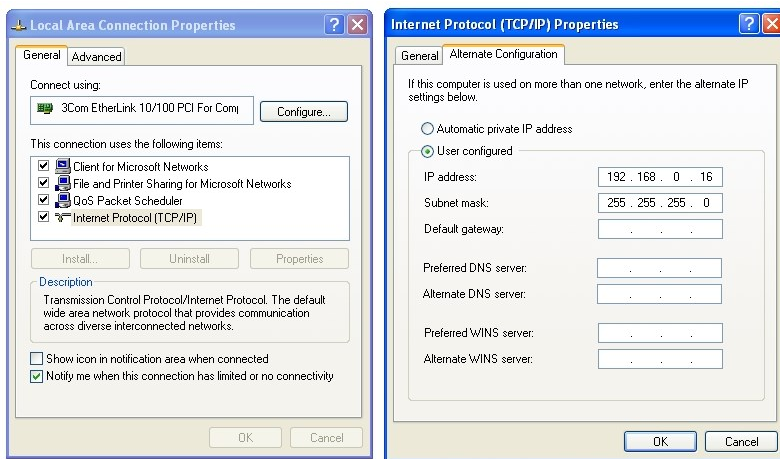 Local Area Connection Properties
General
Advanced
Connect using:
3Com EtherLink 10/100 PCI For Comp
Configure...
This connection uses the following items:
Client for Microsoft Networks
File and Printer Sharing for Microsoft Networks
QoS Packet Scheduler
Internet Protocol (TCP/IP)
Install...
Uninstall
Properties
Description
Transmission Control Protocol/Internet Protocol. The default
wide area network protocol that provides communication
across diverse interconnected networks.
Show icon in notification area when connected
Notify me when this connection has limited or no connectivity
OK
Cancel
Internet Protocol (TCP/IP) Properties
General
Alternate Configuration
If this computer is used on more than one network, enter the alternate IP
settings below.
Automatic private IP address
User configured
IP address: 192 . 168 . 0 . 16
Subnet mask: 255 . 255 . 255 . 0
Default gateway: . . .
Preferred DNS server: . . .
Alternate DNS server: . . .
Preferred WINS server: . . .
Alternate WINS server: . . .
OK
Cancel